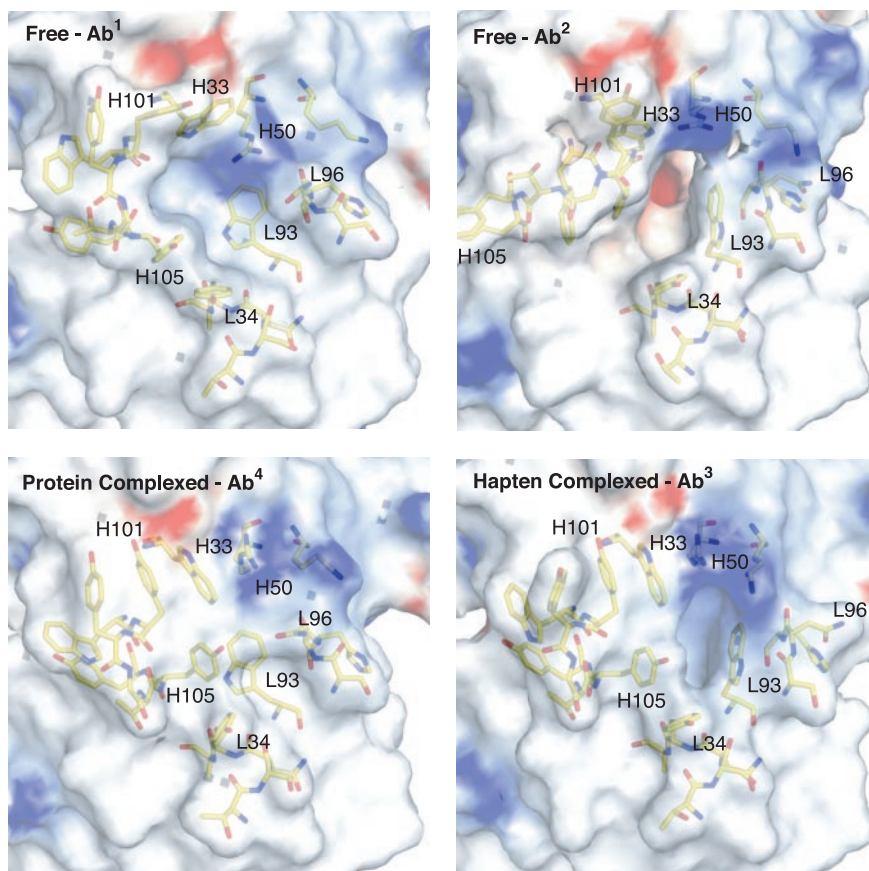 Free - Ab¹
H33
H101
H50
L96
L93
H105
L34
Free - Ab²
H101
H33
H50
L96
L93
H105
L34
Protein Complexed - Ab⁴
H101
H33
H50
L96
L93
H105
L34
Hapten Complexed - Ab³
H101
H33
H50
L96
L93
H105
L34